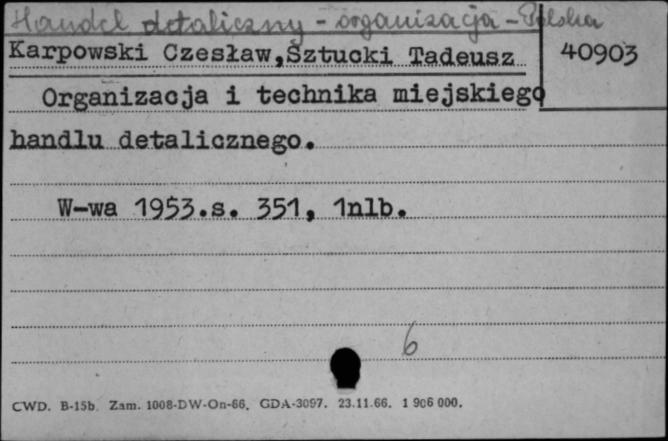 Handel detaliczny - organizacja - Polska
Karpowski Czesław,Sztucki Tadeusz
40903
Organizacja i technika miejskiego
handlu detalicznego.
W-wa 1953.s. 351, 1nlb.
6
CWD. B-15b. Zam. 1008-DW-On-66. GDA-3097. 23.11.66. 1 906 000.